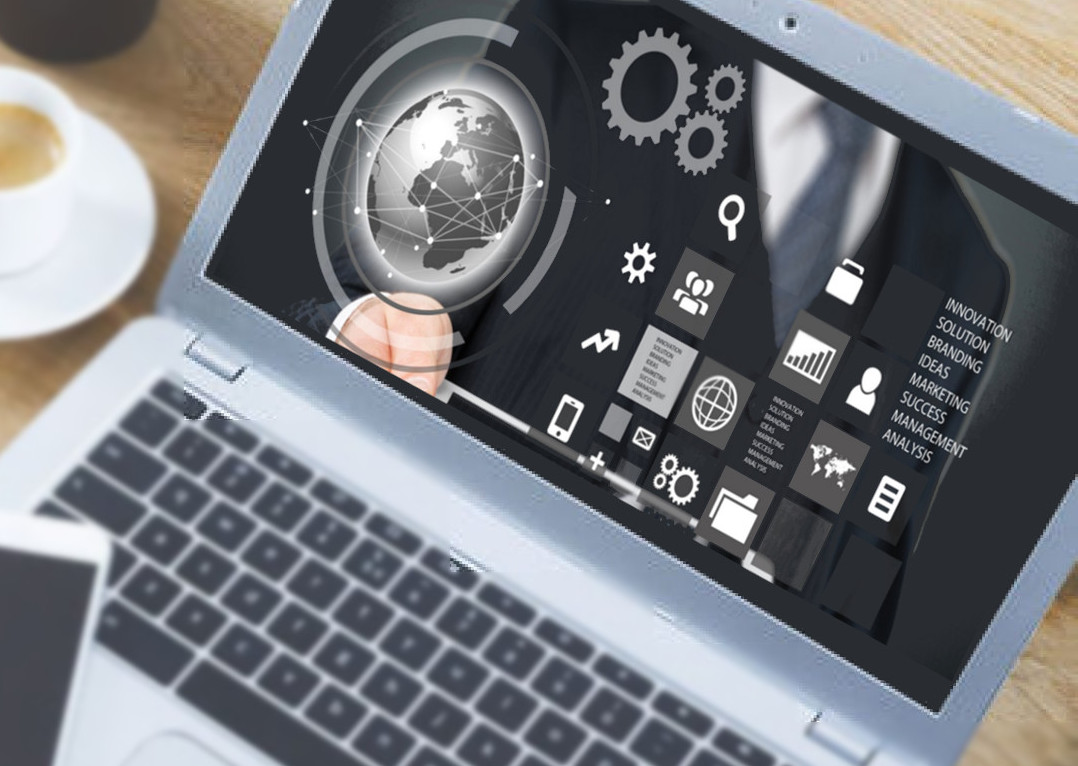 INNOVATION
SOLUTION
BRANDING
IDEAS
MARKETING
SUCCESS
MANAGEMENT
ANALYSIS
INNOVATION
SOLUTION
BRANDING
IDEAS
MARKETING
SUCCESS
MANAGEMENT
ANALYSIS
INNOVATION
SOLUTION
BRANDING
IDEAS
MARKETING
SUCCESS
MANAGEMENT
ANALYSIS